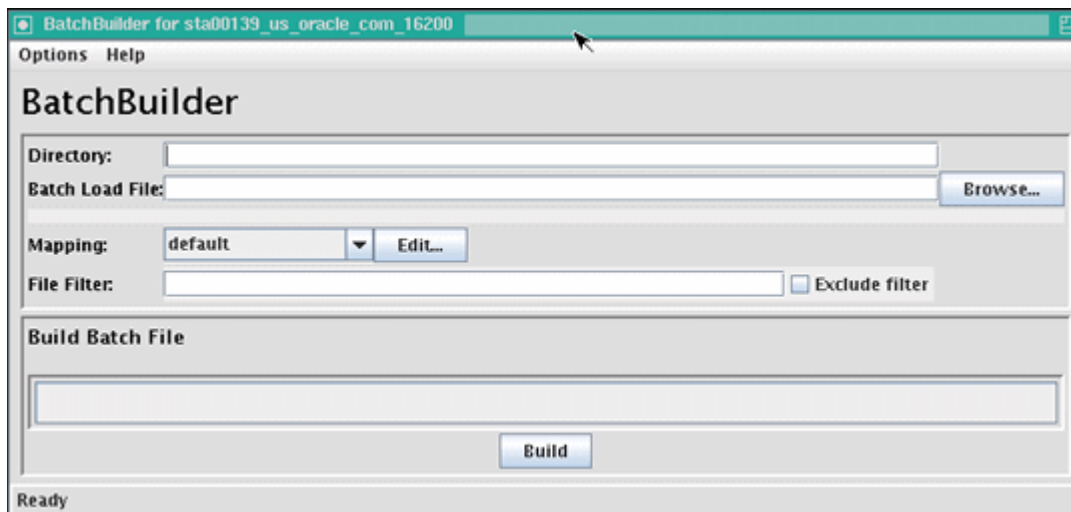 BatchBuilder for sta00139_us_oracle_com_16200
Options Help
BatchBuilder
Directory:
Batch Load File: Browse...
Mapping: default Edit...
File Filter: Exclude filter
Build Batch File
Build
Ready